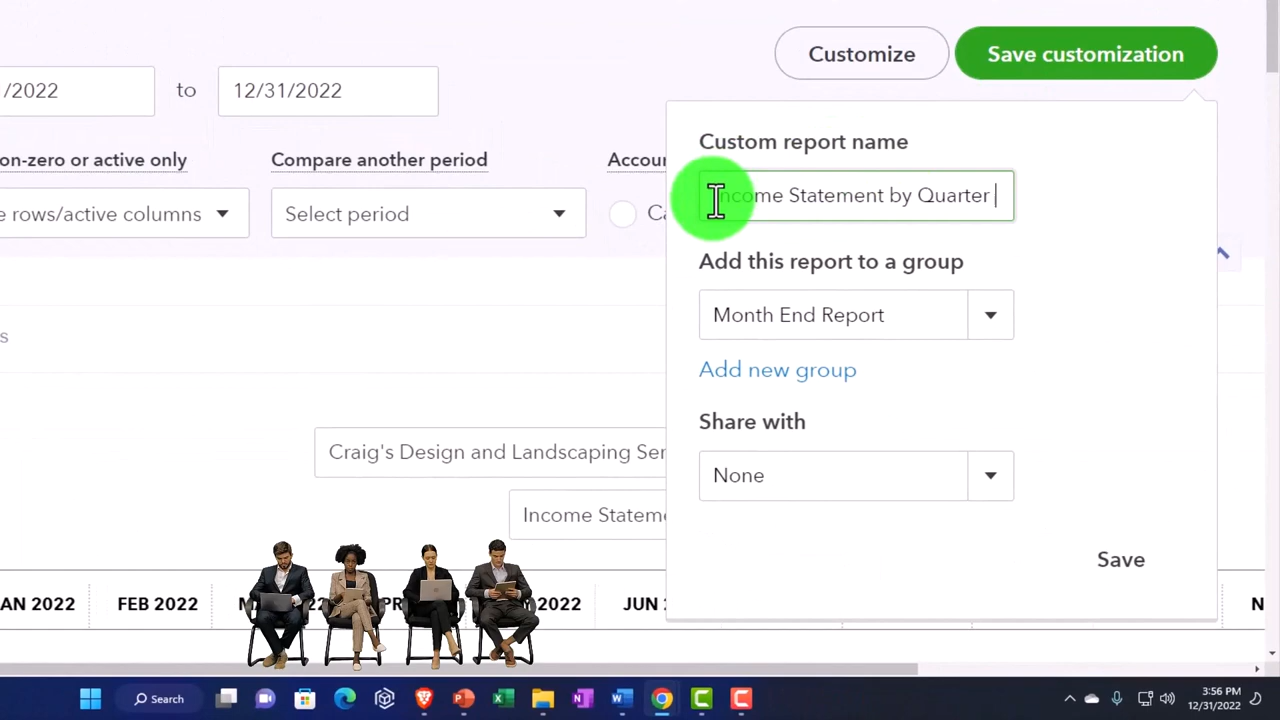 Customize
Save customization
/2022 to 12/31/2022
Custom report name
on-zero or active only Compare another period Accou
Income Statement by Quarter
e rows/active columns Select period Ca
Add this report to a group
Month End Report
s
Add new group
Share with
Craig's Design and Landscaping Ser
None
Income Stateme
Save
AN 2022 FEB 2022 2022 JUN N
Search
3:56 PM
12/31/2022